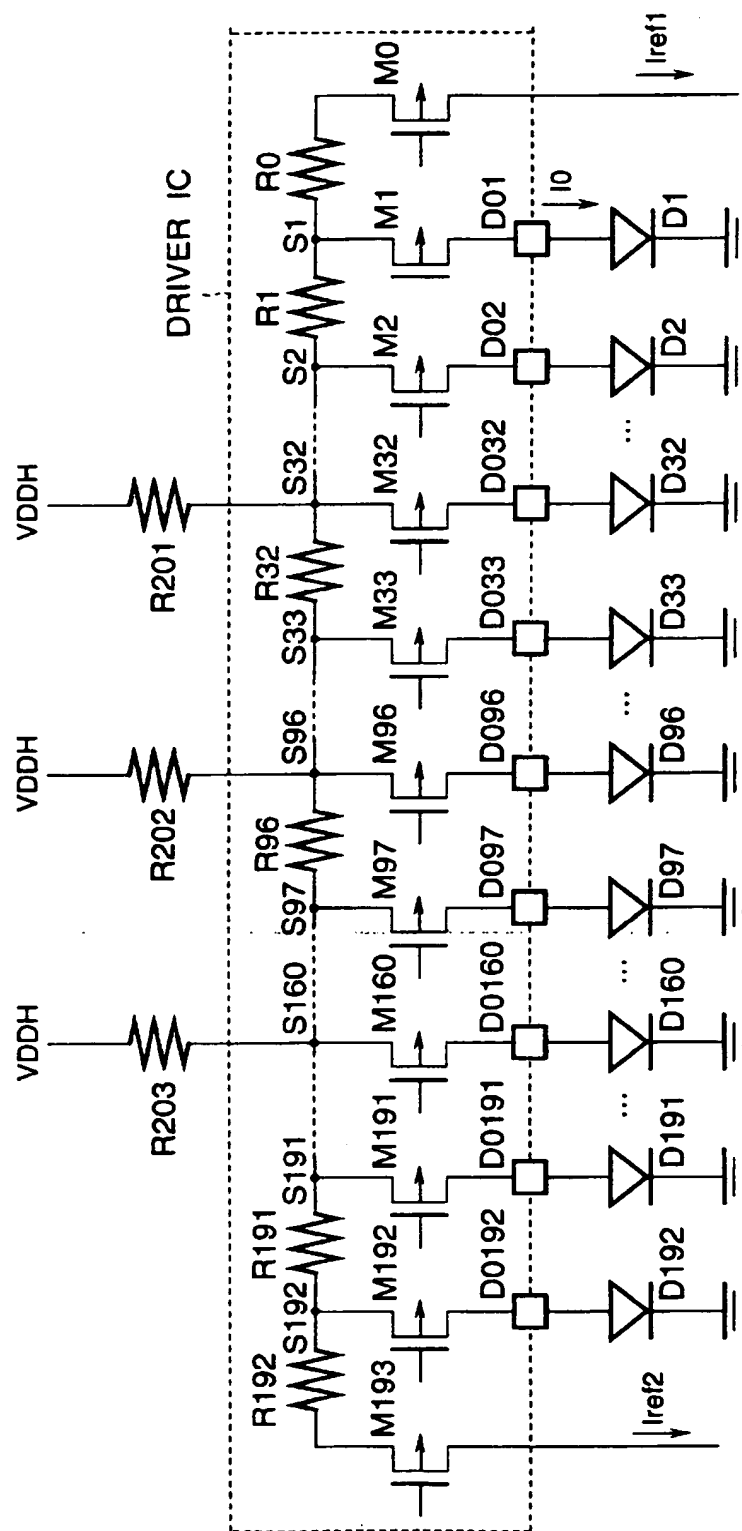 VDDH
VDDH
VDDH
R203
R202
R201
DRIVER IC
R192
S192
R191
S191
S160
S97
R96
S96
S33
R32
S32
S2
R1
S1
R0
M193
M192
M191
M160
M97
M96
M33
M32
M2
M1
M0
D0192
D0191
D0160
D097
D096
D033
D032
D02
D01
Iref2
I0
Iref1
D192
D191
...
D160
...
D97
D96
...
D33
D32
...
D2
D1